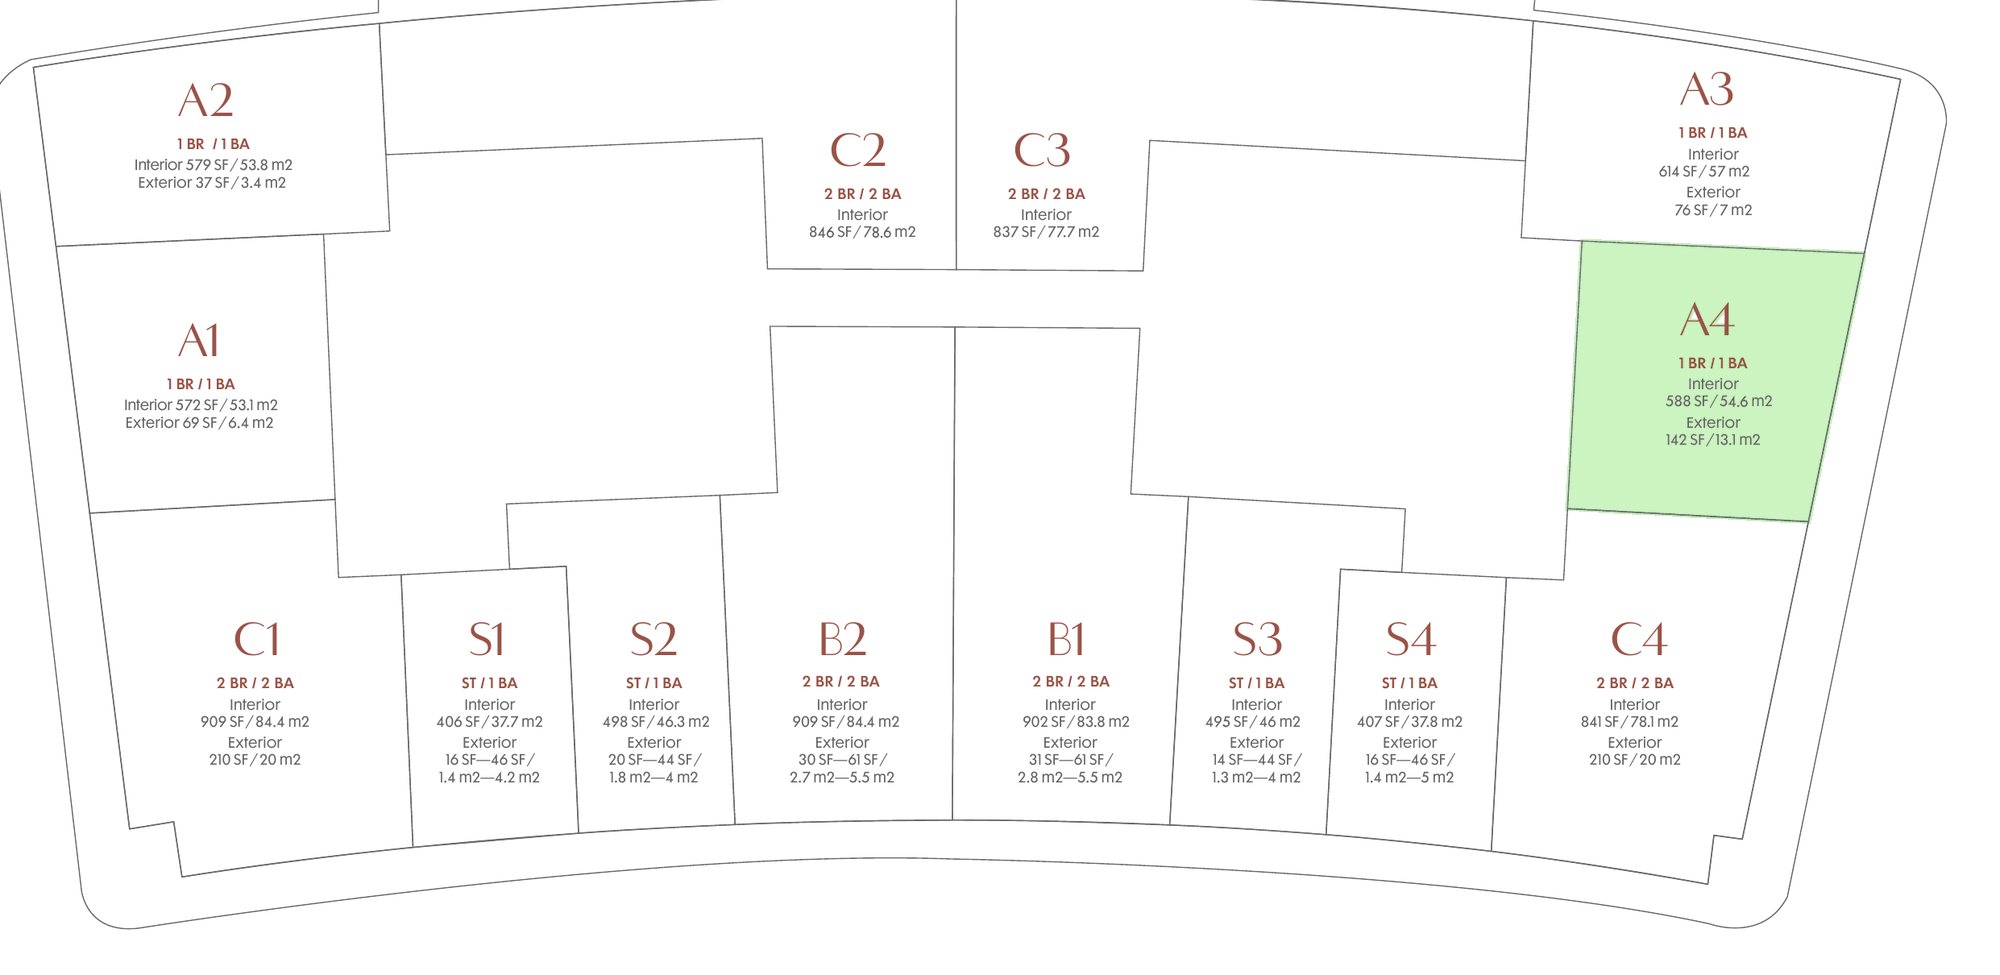 A2
1 BR / 1 BA
Interior 579 SF/53.8 m2
Exterior 37 SF/3.4 m2
C2
2 BR / 2 BA
Interior
846 SF/78.6 m2
C3
2 BR / 2 BA
Interior
837 SF/77.7 m2
A3
1 BR / 1 BA
Interior
614 SF/57 m2
Exterior
76 SF/7 m2
A1
1 BR / 1 BA
Interior 572 SF/53.1 m2
Exterior 69 SF/6.4 m2
A4
1 BR / 1 BA
Interior
588 SF/54.6 m2
Exterior
142 SF/13.1 m2
C1
2 BR / 2 BA
Interior
909 SF/84.4 m2
Exterior
210 SF/20 m2
S1
ST / 1 BA
Interior
406 SF/37.7 m2
Exterior
16 SF—46 SF/
1.4 m2—4.2 m2
S2
ST / 1 BA
Interior
498 SF/46.3 m2
Exterior
20 SF—44 SF/
1.8 m2—4 m2
B2
2 BR / 2 BA
Interior
909 SF/84.4 m2
Exterior
30 SF—61 SF/
2.7 m2—5.5 m2
B1
2 BR / 2 BA
Interior
902 SF/83.8 m2
Exterior
31 SF—61 SF/
2.8 m2—5.5 m2
S3
ST / 1 BA
Interior
495 SF/46 m2
Exterior
14 SF—44 SF/
1.3 m2—4 m2
S4
ST / 1 BA
Interior
407 SF/37.8 m2
Exterior
16 SF—46 SF/
1.4 m2—5 m2
C4
2 BR / 2 BA
Interior
841 SF/78.1 m2
Exterior
210 SF/20 m2